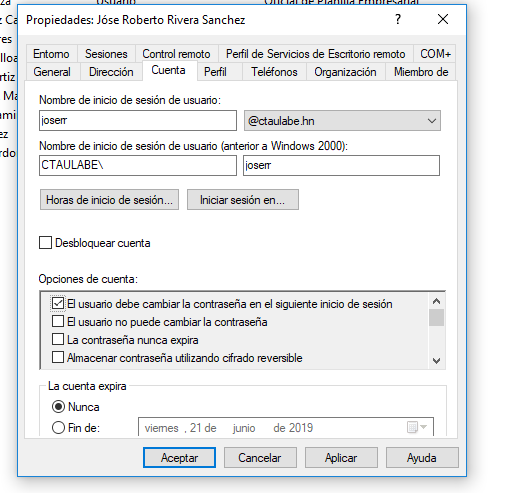 Usuario Oficial de Planilla Empresarial
Propiedades: Jóse Roberto Rivera Sanchez
Entorno Sesiones Control remoto Perfil de Servicios de Escritorio remoto COM+
General Dirección Cuenta Perfil Teléfonos Organización Miembro de
Nombre de inicio de sesión de usuario:
joserr @ctaulabe.hn
Nombre de inicio de sesión de usuario (anterior a Windows 2000):
CTAULABE\ joserr
Horas de inicio de sesión... Iniciar sesión en...
Desbloquear cuenta
Opciones de cuenta:
El usuario debe cambiar la contraseña en el siguiente inicio de sesión
El usuario no puede cambiar la contraseña
La contraseña nunca expira
Almacenar contraseña utilizando cifrado reversible
La cuenta expira
Nunca
Fin de: viernes , 21 de junio de 2019
Aceptar Cancelar Aplicar Ayuda